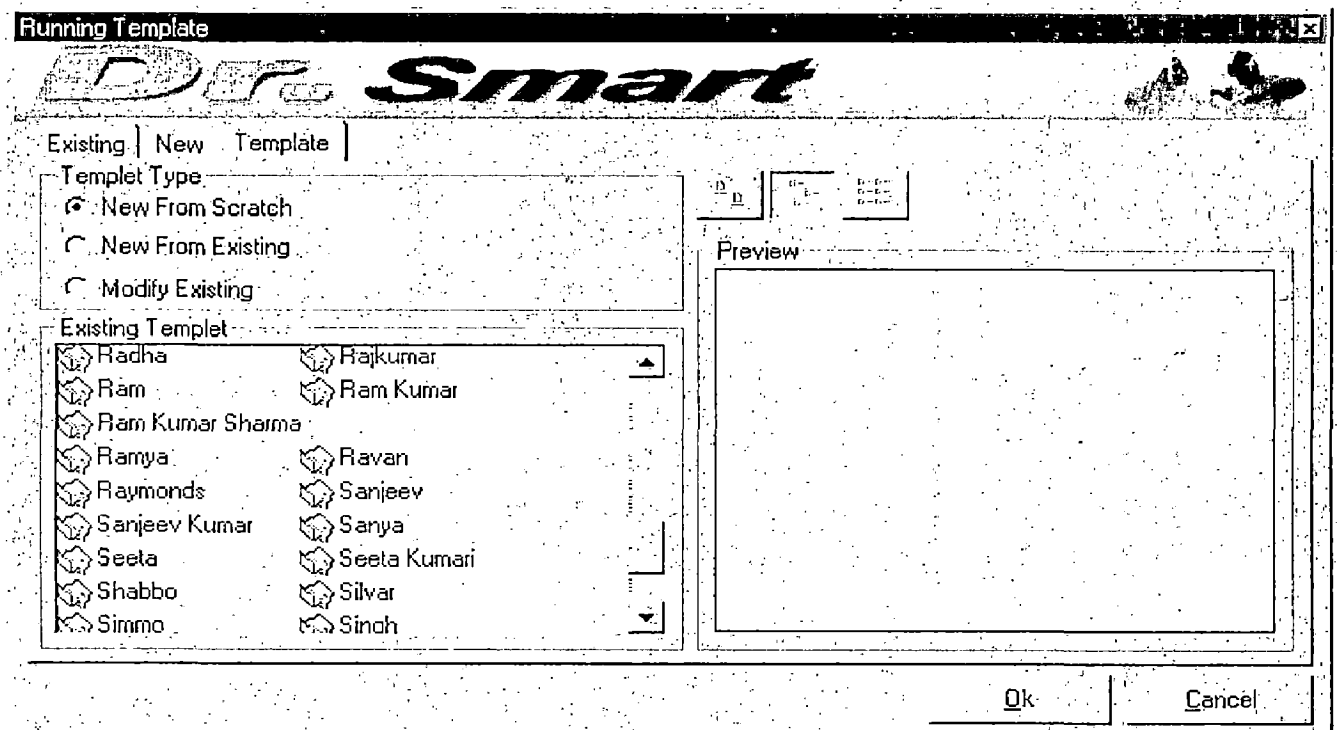 Running Template
Dr. Smart
Existing New Template
Templet Type
New From Scratch
New From Existing
Modify Existing
Preview
Existing Templet
Radha Rajkumar
Ram Ram Kumar
Ram Kumar Sharma
Ramya Ravan
Raymonds Sanjeev
Sanjeev Kumar Sanya
Seeta Seeta Kumari
Shabbo Silvar
Simmo Singh
Ok Cancel